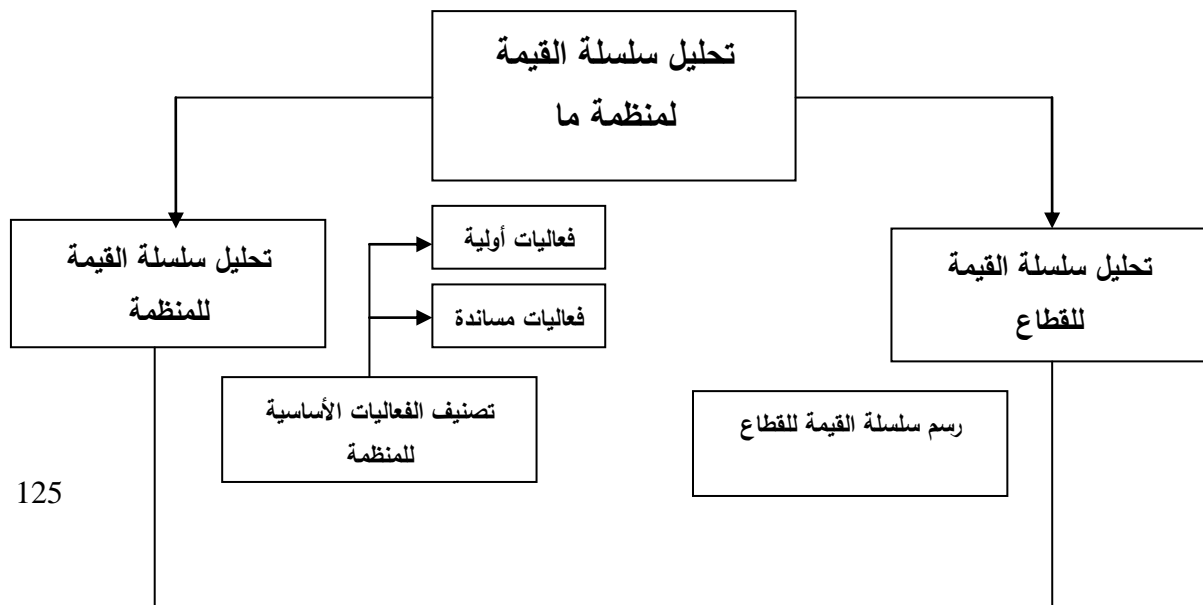 تحليل سلسلة القيمة
لمنظمة ما
تحليل سلسلة القيمة
للقطاع
فعاليات أولية
فعاليات مساندة
تحليل سلسلة القيمة
للمنظمة
رسم سلسلة القيمة للقطاع
تصنيف الفعاليات الأساسية
للمنظمة
125